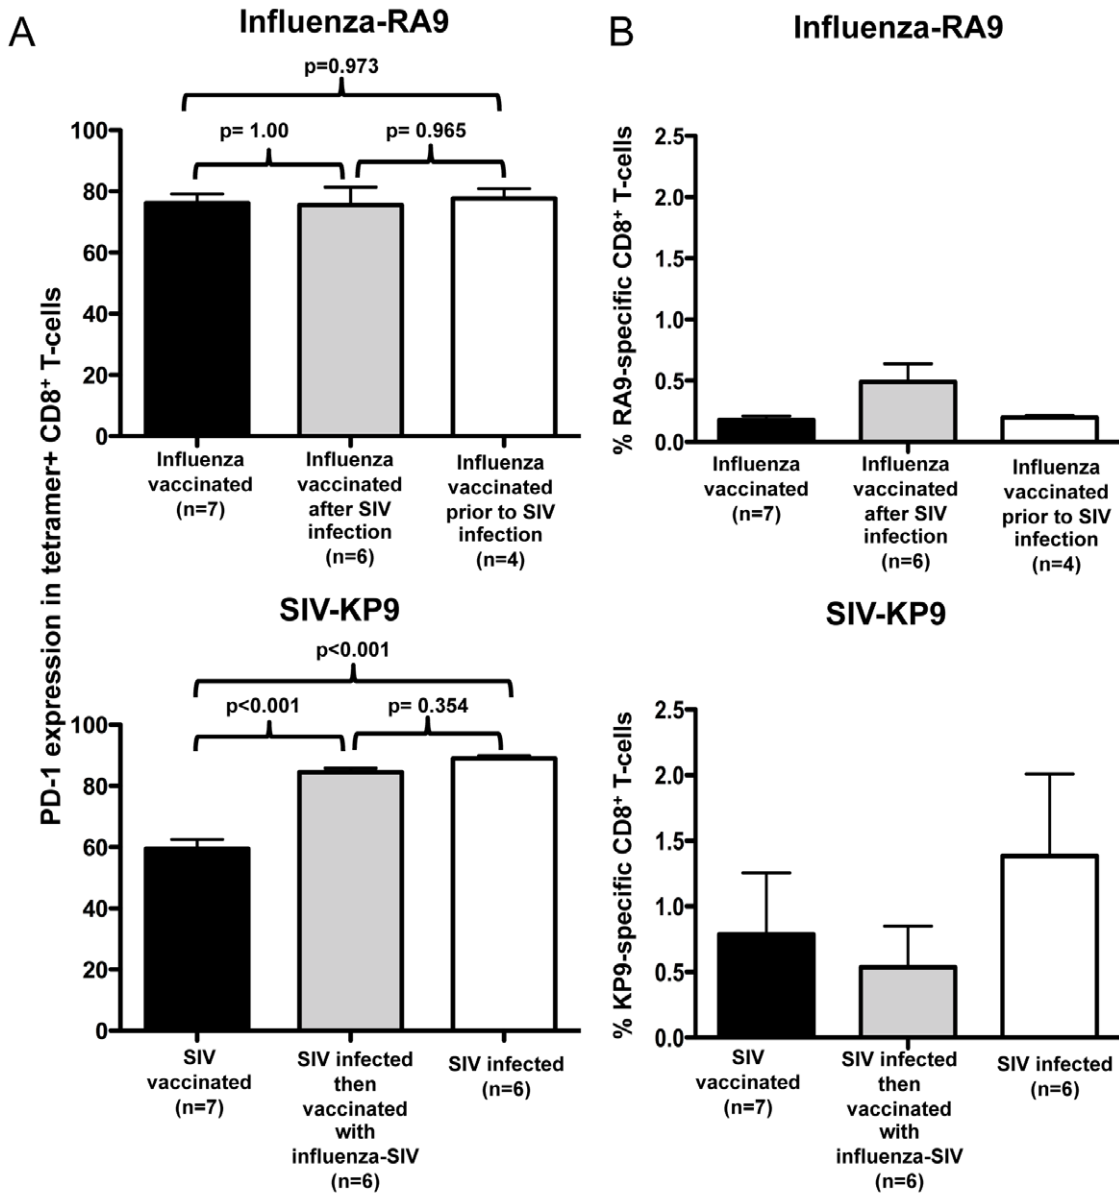 A
Influenza-RA9
p=0.973
p= 1.00
p= 0.965
PD-1 expression in tetramer+ CD8+ T-cells
100
80
60
40
20
0
Influenza
vaccinated
(n=7)
Influenza
vaccinated
after SIV
infection
(n=6)
Influenza
vaccinated
prior to SIV
infection
(n=4)
SIV-KP9
p<0.001
p<0.001
p= 0.354
100
80
60
40
20
0
SIV
vaccinated
(n=7)
SIV infected
then
vaccinated
with
influenza-SIV
(n=6)
SIV infected
(n=6)
B
Influenza-RA9
% RA9-specific CD8+ T-cells
2.5
2.0
1.5
1.0
0.5
0.0
Influenza
vaccinated
(n=7)
Influenza
vaccinated
after SIV
infection
(n=6)
Influenza
vaccinated
prior to SIV
infection
(n=4)
SIV-KP9
% KP9-specific CD8+ T-cells
2.5
2.0
1.5
1.0
0.5
0.0
SIV
vaccinated
(n=7)
SIV infected
then
vaccinated
with
influenza-SIV
(n=6)
SIV infected
(n=6)